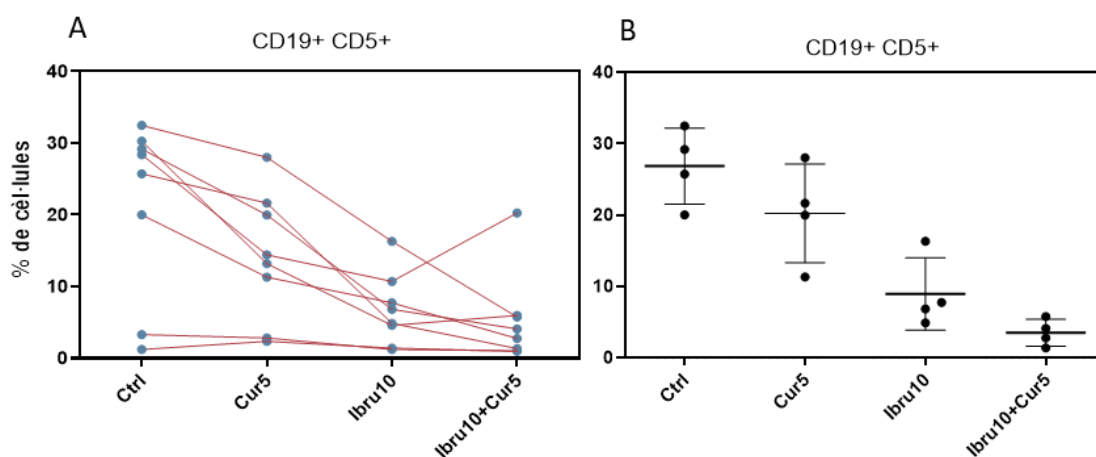 A
CD19+ CD5+
% de cèl·lules
40
30
20
10
0
Ctrl
Cur5
Ibru10
Ibru10+Cur5
B
CD19+ CD5+
40
30
20
10
0
Ctrl
Cur5
Ibru10
Ibru10+Cur5